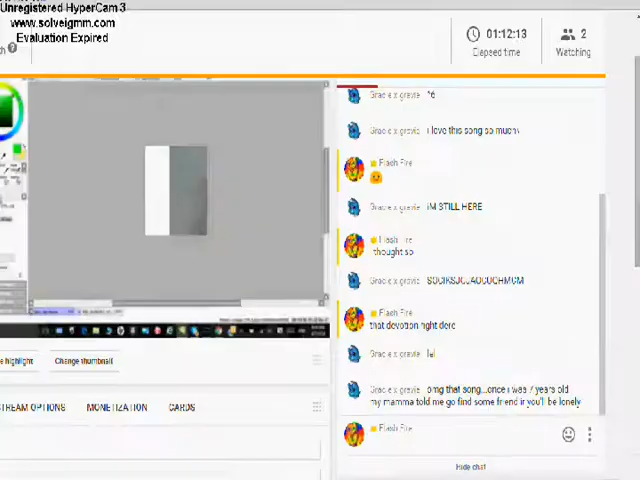 Unregistered HyperCam 3
www.solveigmm.com
Evaluation Expired
01:12:13
Elapsed time
2
Watching
Gracie x gravie
i love this song so much
Flash Fire
Gracie x gravie iM STILL HERE
Flash Fire
thought so
Gracie x gravie
Flash Fire
that devotion right dere
Gracie x gravie lel
Gracie x gravie omg that song...once i was 7 years old
my mamma told me go find some friend ir you'll be lonely
Flash Fire
Hide chat
highlight
Change thumbnail
STREAM OPTIONS
MONETIZATION
CARDS